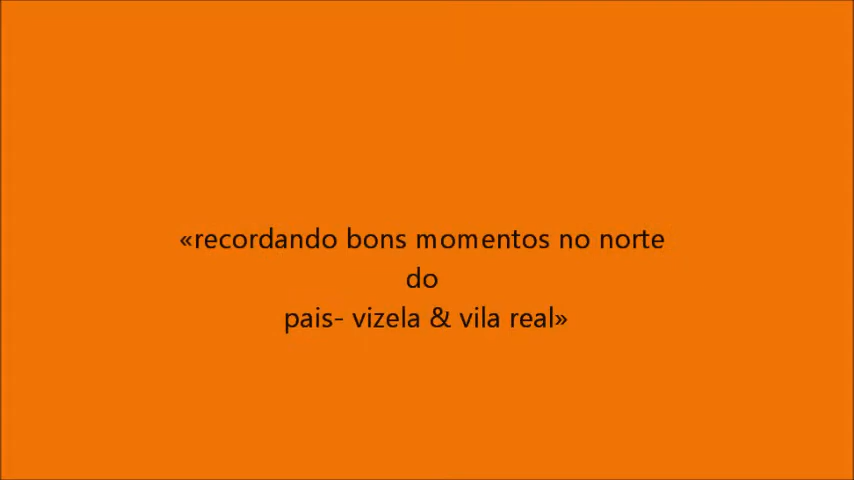 «recordando bons momentos no norte
do
pais- vizela & vila real»